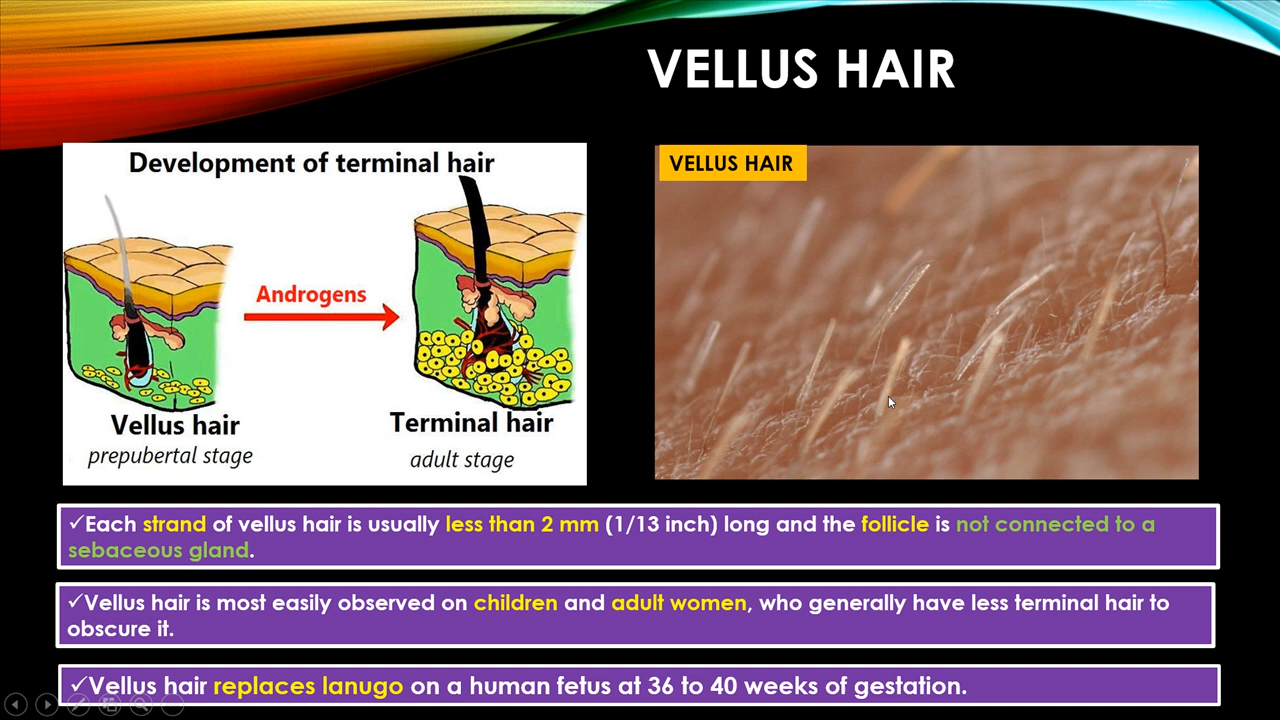 VELLUS HAIR
Development of terminal hair
Androgens
Vellus hair
prepubertal stage
Terminal hair
adult stage
VELLUS HAIR
✓Each strand of vellus hair is usually less than 2 mm (1/13 inch) long and the follicle is not connected to a
sebaceous gland.
✓Vellus hair is most easily observed on children and adult women, who generally have less terminal hair to
obscure it.
✓Vellus hair replaces lanugo on a human fetus at 36 to 40 weeks of gestation.